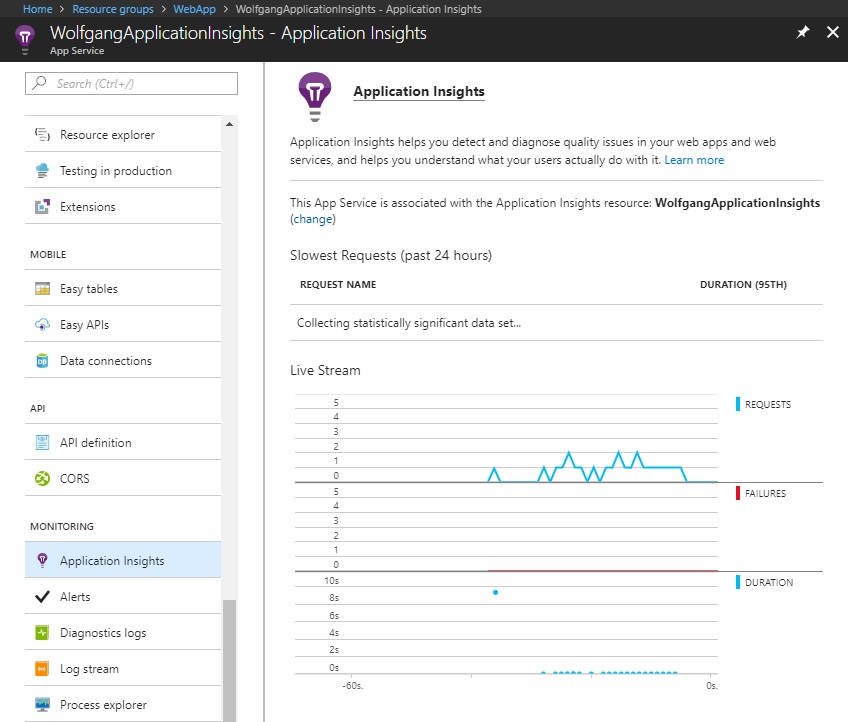 Home > Resource groups > WebApp > WolfgangApplicationInsights - Application Insights
WolfgangApplicationInsights - Application Insights
App Service
Search (Ctrl+/)
Resource explorer
Testing in production
Extensions
MOBILE
Easy tables
Easy APIs
Data connections
API
API definition
CORS
MONITORING
Application Insights
Alerts
Diagnostics logs
Log stream
Process explorer
Application Insights
Application Insights helps you detect and diagnose quality issues in your web apps and web
services, and helps you understand what your users actually do with it. Learn more
This App Service is associated with the Application Insights resource: WolfgangApplicationInsights
(change)
Slowest Requests (past 24 hours)
REQUEST NAME DURATION (95TH)
Collecting statistically significant data set...
Live Stream
5 REQUESTS
4
3
2
1
0
5 FAILURES
4
3
2
1
0
10s DURATION
8s
6s
4s
2s
0s
-60s. 0s.